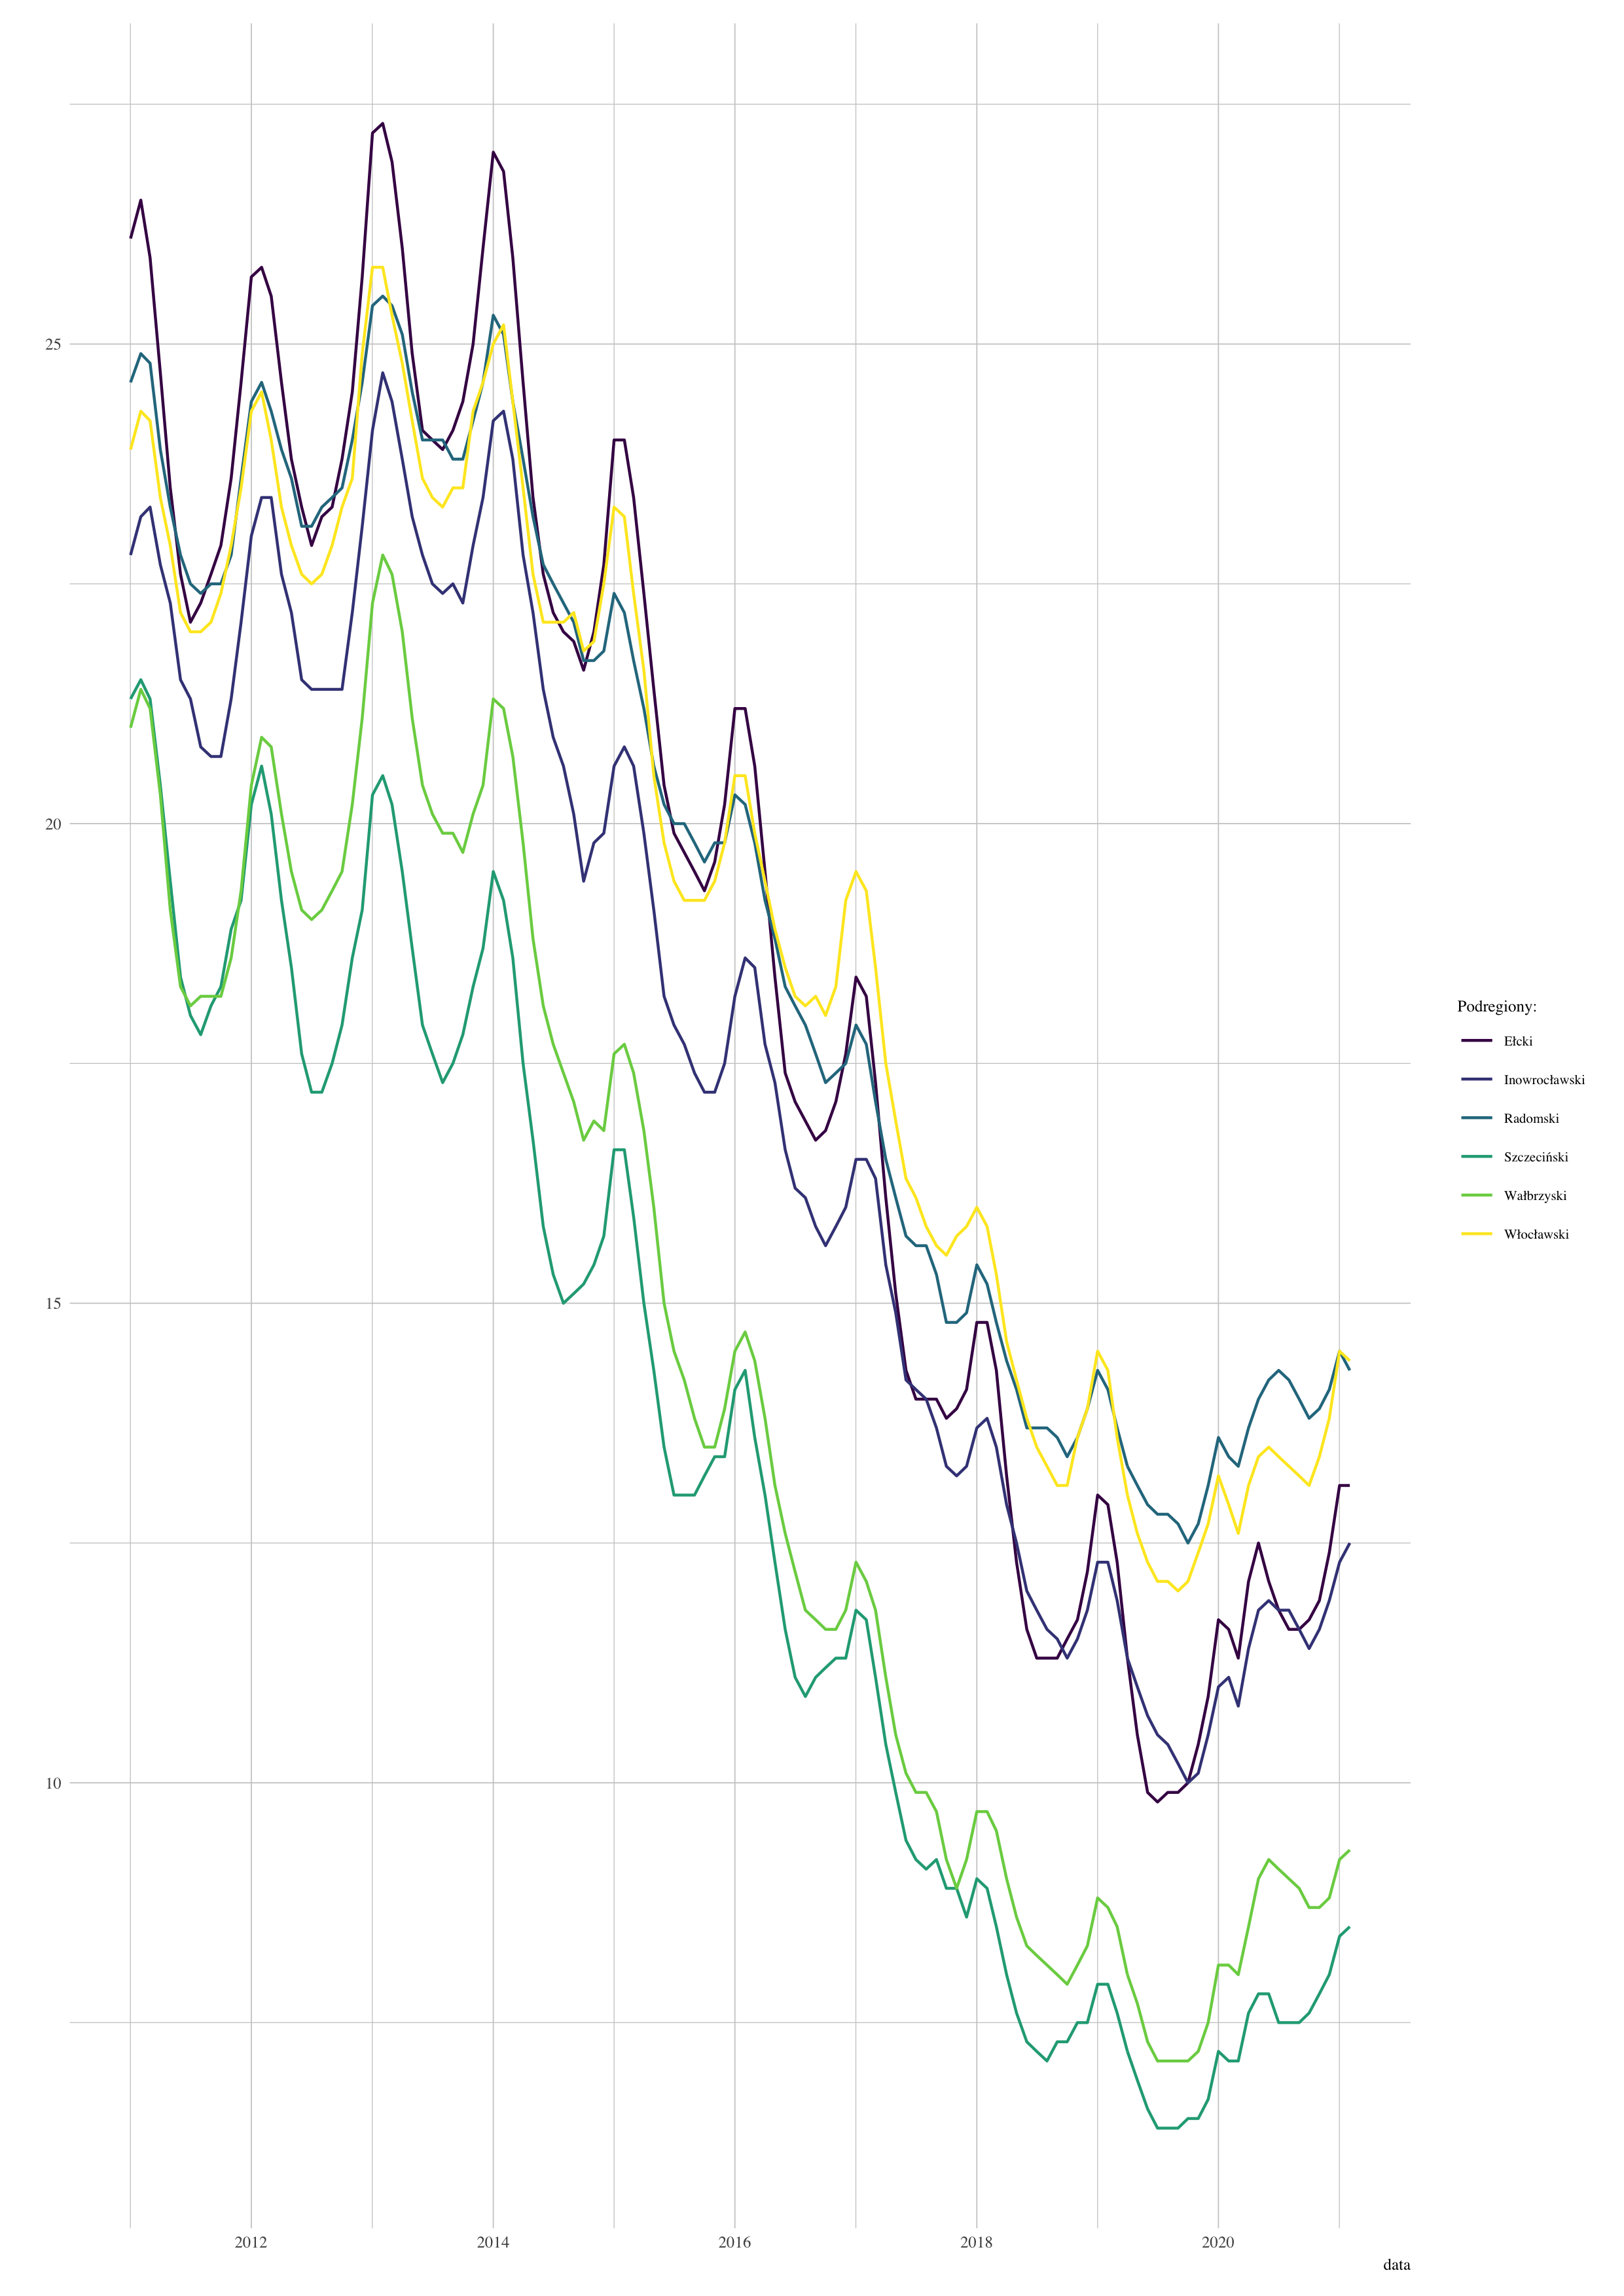 25
20
15
10
2012
2014
2016
2018
2020
data
Podregiony:
Ełcki
Inowrocławski
Radomski
Szczeciński
Wałbrzyski
Włocławski